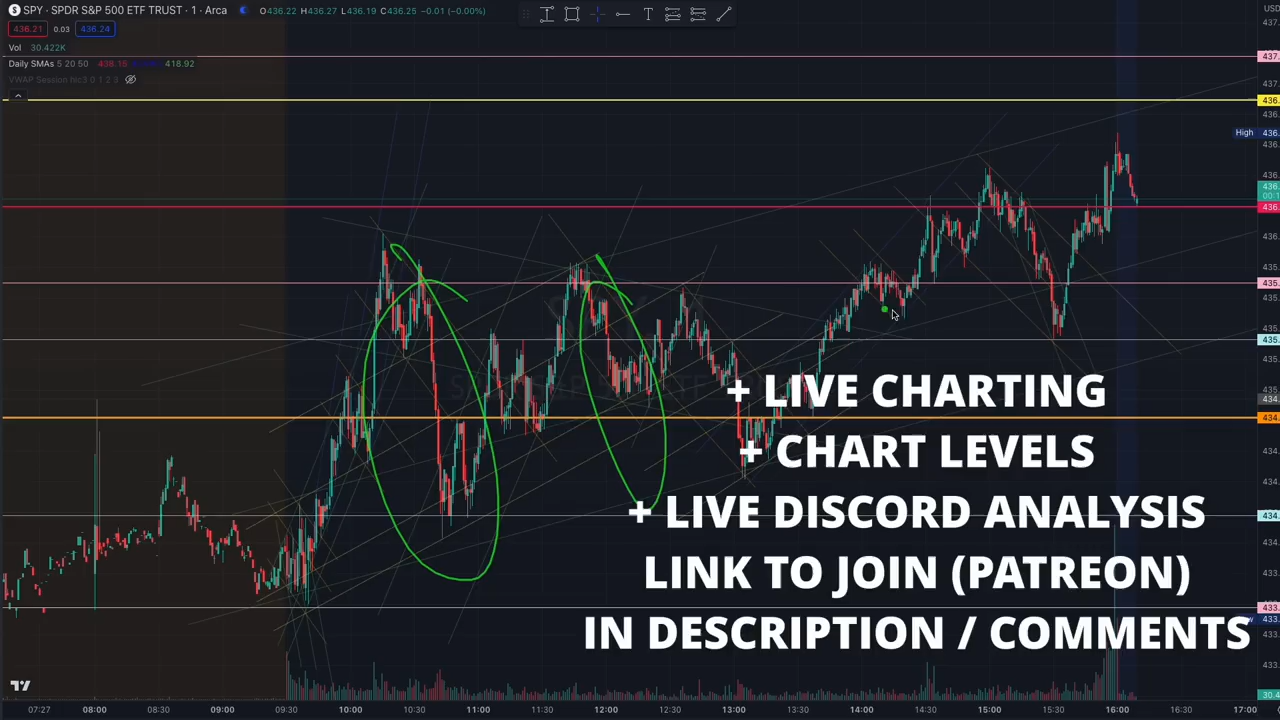 SPY · SPDR S&P 500 ETF TRUST · 1 · Arca O436.22 H436.27 L436.19 C436.25 −0.01 (−0.00%)
436.21 0.03 436.24
Vol 30.422K
Daily SMAs 5 20 50 418.92
VWAP Session
USD
High
+ LIVE CHARTING
+ CHART LEVELS
+ LIVE DISCORD ANALYSIS
LINK TO JOIN (PATREON)
IN DESCRIPTION / COMMENTS
07:27 08:00 08:30 09:00 09:30 10:00 10:30 11:00 11:30 12:00 12:30 13:00 13:30 14:00 14:30 15:00 15:30 16:00 16:30 17:00